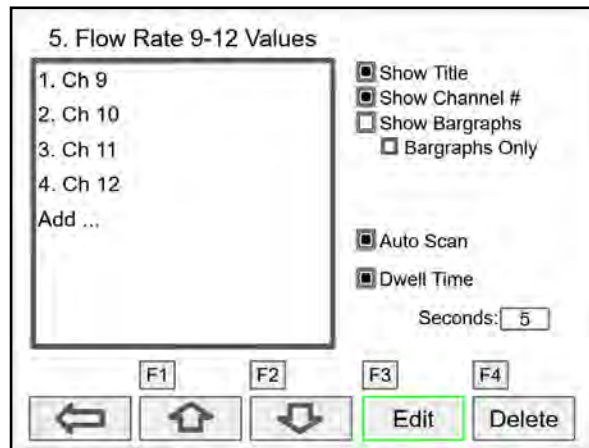 5. Flow Rate 9-12 Values
1. Ch 9
2. Ch 10
3. Ch 11
4. Ch 12
Add ...
Show Title
Show Channel #
Show Bargraphs
Bargraphs Only
Auto Scan
Dwell Time
Seconds: 5
F1 F2 F3 F4
Edit Delete